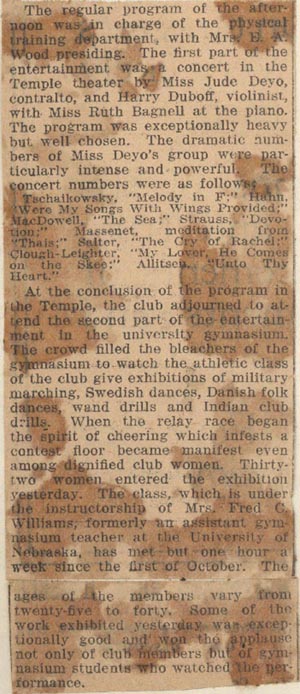 The regular program of the after-
noon was in charge of the physical
training department, with Mrs. E. A.
Wood presiding. The first part of the
entertainment was a concert in the
Temple theater by Miss Jude Deyo,
contralto, and Harry Duboff, violinist,
with Miss Ruth Bagnell at the piano.
The program was exceptionally heavy
but well chosen. The dramatic num-
bers of Miss Deyo's group were par-
ticularly intense and powerful. The
concert numbers were as follows:
Tschaikowsky, "Melody in F," Hahn,
"Were My Songs With Wings Provided;"
MacDowell, "The Sea;" Strauss, "Devo-
tion;" Massenet, meditation from
"Thais;" Salter, "The Cry of Rachel;"
Clough-Leighter, "My Lover, He Comes
on the Skee;" Allitsen, "Unto Thy
Heart."
At the conclusion of the program in
the Temple, the club adjourned to at-
tend the second part of the entertain-
ment in the university gymnasium.
The crowd filled the bleachers of the
gymnasium to watch the athletic class
of the club give exhibitions of military
marching, Swedish dances, Danish folk
dances, wand drills and Indian club
drills. When the relay race began
the spirit of cheering which infests a
contest floor became manifest even
among dignified club women. Thirty-
two women entered the exhibition
yesterday. The class, which is under
the instructorship of Mrs. Fred C.
Williams, formerly an assistant gym-
nasium teacher at the University of
Nebraska, has met but one hour a
week since the first of October. The
ages of the members vary from
twenty-five to forty. Some of the
work exhibited yesterday was excep-
tionally good and won the applause
not only of club members but of gym-
nasium students who watched the per-
formance.